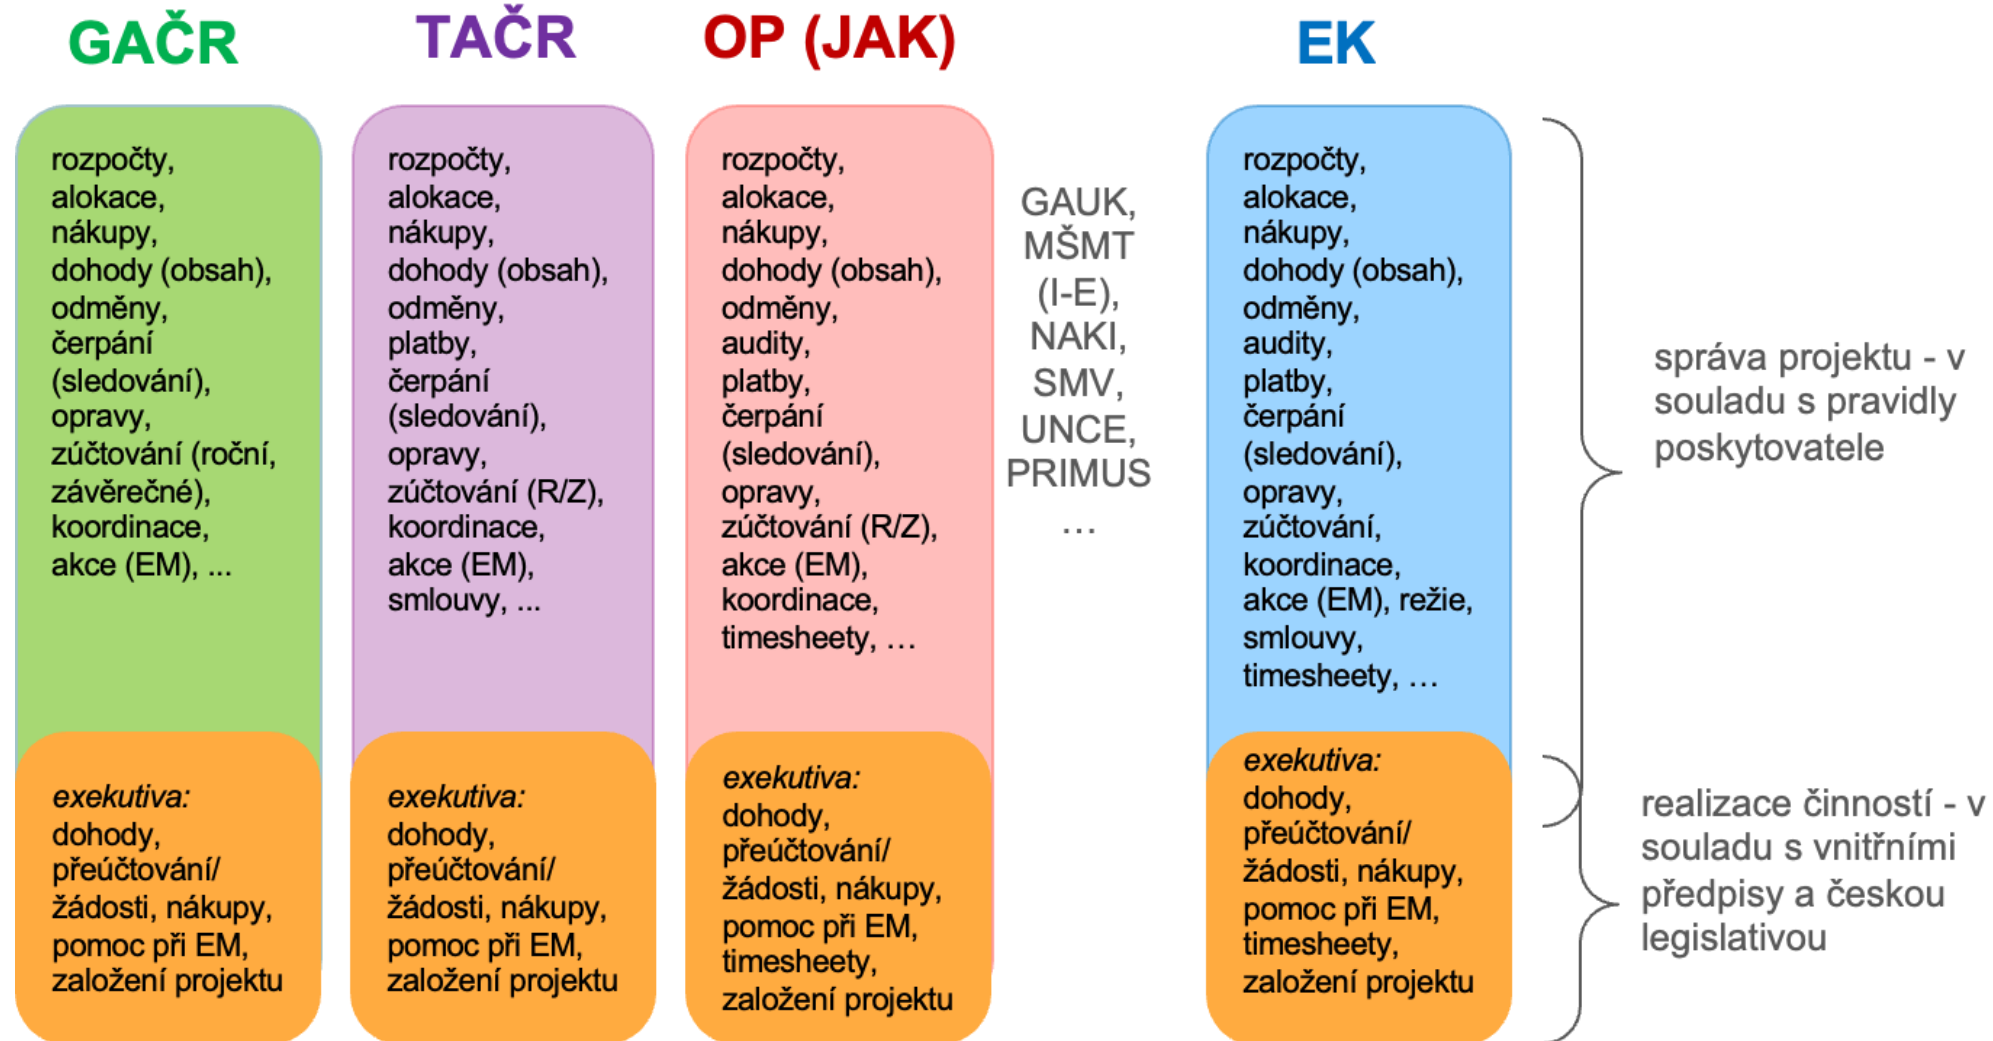 GAČR
rozpočty,
alokace,
nákupy,
dohody (obsah),
odměny,
čerpání
(sledování),
opravy,
zúčtování (roční,
závěrečné),
koordinace,
akce (EM), ...
exekutiva:
dohody,
přeúčtování/
žádosti, nákupy,
pomoc při EM,
založení projektu
TAČR
rozpočty,
alokace,
nákupy,
dohody (obsah),
odměny,
platby,
čerpání
(sledování),
opravy,
zúčtování (R/Z),
koordinace,
akce (EM),
smlouvy, ...
exekutiva:
dohody,
přeúčtování/
žádosti, nákupy,
pomoc při EM,
založení projektu
OP (JAK)
rozpočty,
alokace,
nákupy,
dohody (obsah),
odměny,
audity,
platby,
čerpání
(sledování),
opravy,
zúčtování (R/Z),
akce (EM),
koordinace,
timesheety, …
exekutiva:
dohody,
přeúčtování/
žádosti, nákupy,
pomoc při EM,
timesheety,
založení projektu
GAUK,
MŠMT
(I-E),
NAKI,
SMV,
UNCE,
PRIMUS
…
EK
rozpočty,
alokace,
nákupy,
dohody (obsah),
odměny,
audity,
platby,
čerpání
(sledování),
opravy,
zúčtování,
koordinace,
akce (EM), režie,
smlouvy,
timesheety, …
exekutiva:
dohody,
přeúčtování/
žádosti, nákupy,
pomoc při EM,
timesheety,
založení projektu
správa projektu - v
souladu s pravidly
poskytovatele
realizace činností - v
souladu s vnitřními
předpisy a českou
legislativou